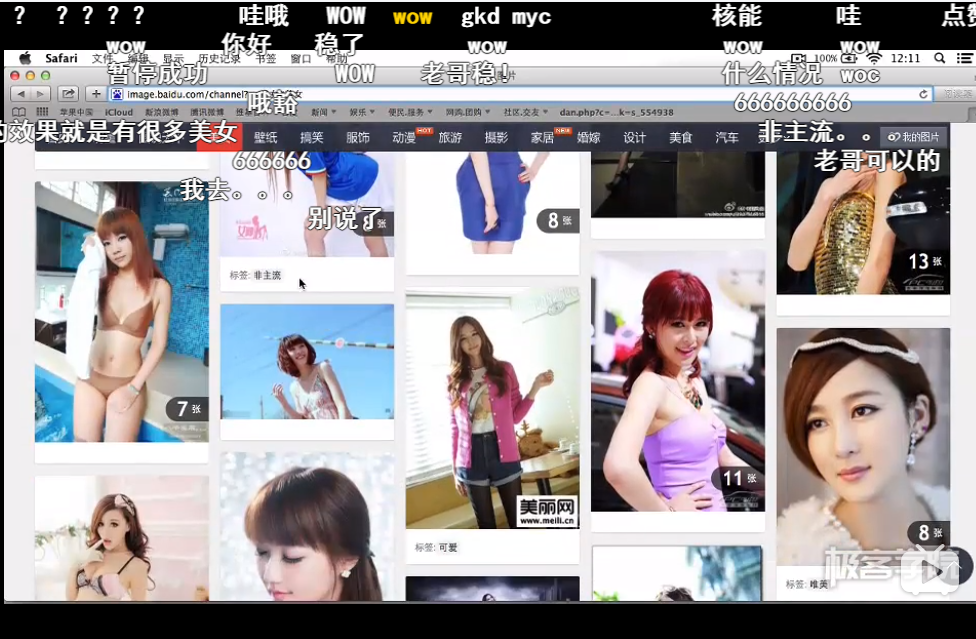 ? ? ? ? ? 哇哦 WOW wow gkd myc 核能 哇 点赞
wow 你好 稳了 wow wow wow
Safari 文件 编辑 显示 历史记录 书签 窗口 帮助 100% 12:11
暂停成功 WOW 老哥稳! 什么情况 woc
image.baidu.com/channel?
哦豁 666666666
苹果中国 iCloud 新浪微博 腾讯微博 新闻 娱乐 便民.服务 网购.团购 社区.交友 dan.php?c=...k=s_554938
的效果就是有很多美女 非主流。。
壁纸 搞笑 服饰 动漫 HOT 旅游 摄影 家居 NEW 婚嫁 设计 美食 汽车 我的图片
666666 老哥可以的
我去。。。
别说了 张
8 张
13 张
标签: 非主流
7 张
11 张
美丽网
www.meili.cn
8 张
标签: 可爱
极客学院
标签: 唯美